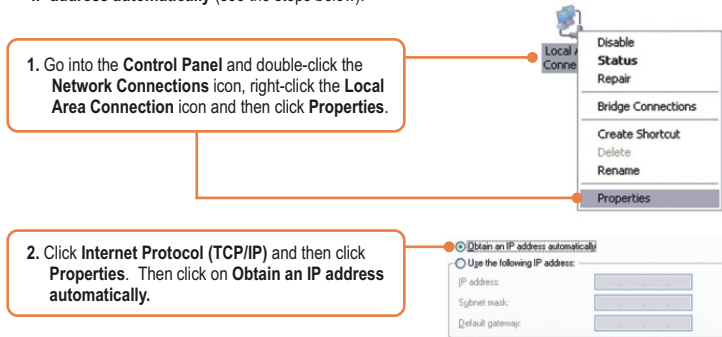 IP address automatically (see the steps below).
1. Go into the Control Panel and double-click the
Network Connections icon, right-click the Local
Area Connection icon and then click Properties.
Local
Conne
Disable
Status
Repair
Bridge Connections
Create Shortcut
Delete
Rename
Properties
2. Click Internet Protocol (TCP/IP) and then click
Properties. Then click on Obtain an IP address
automatically.
Obtain an IP address automatically
Use the following IP address:
IP address:
Subnet mask:
Default gateway: